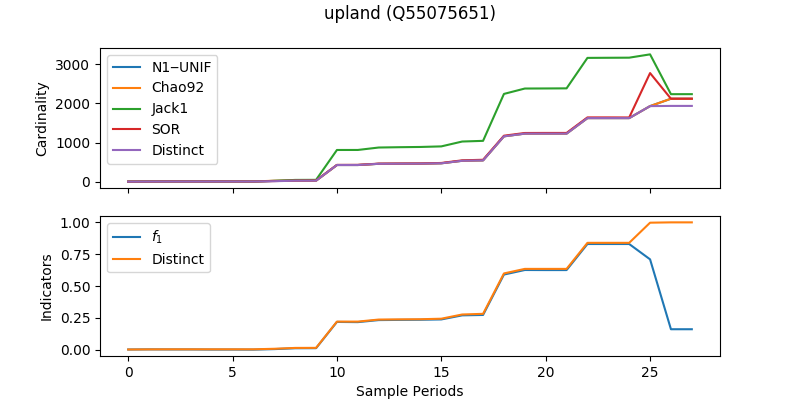 upland (Q55075651)
Cardinality
3000
2000
1000
0
N1−UNIF
Chao92
Jack1
SOR
Distinct
Indicators
1.00
0.75
0.50
0.25
0.00
f₁
Distinct
0 5 10 15 20 25
Sample Periods